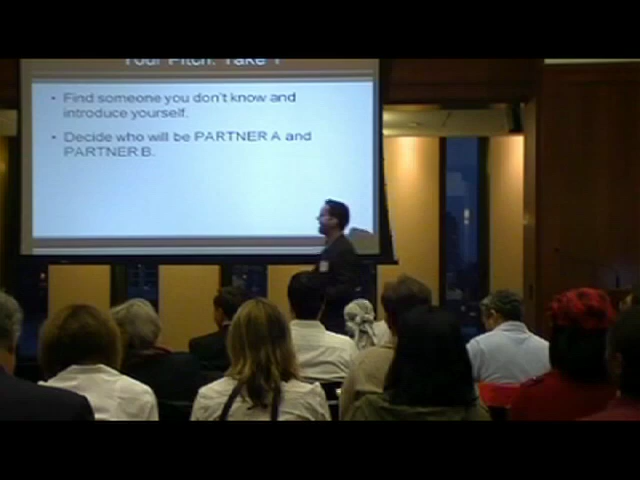 Your Pitch: Take 1
• Find someone you don't know and
introduce yourself.
• Decide who will be PARTNER A and
PARTNER B.